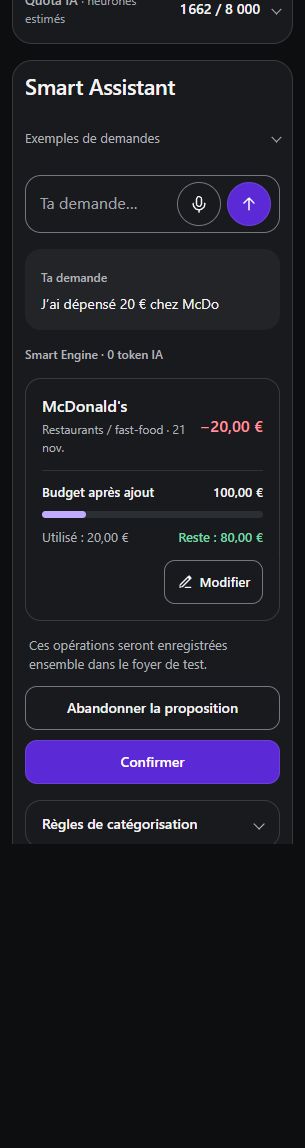 Quota IA · neurones
estimés
1 662 / 8 000
Smart Assistant
Exemples de demandes
Ta demande...
Ta demande
J'ai dépensé 20 € chez McDo
Smart Engine · 0 token IA
McDonald's
Restaurants / fast-food · 21
nov.
−20,00 €
Budget après ajout
100,00 €
Utilisé : 20,00 €
Reste : 80,00 €
Modifier
Ces opérations seront enregistrées
ensemble dans le foyer de test.
Abandonner la proposition
Confirmer
Règles de catégorisation